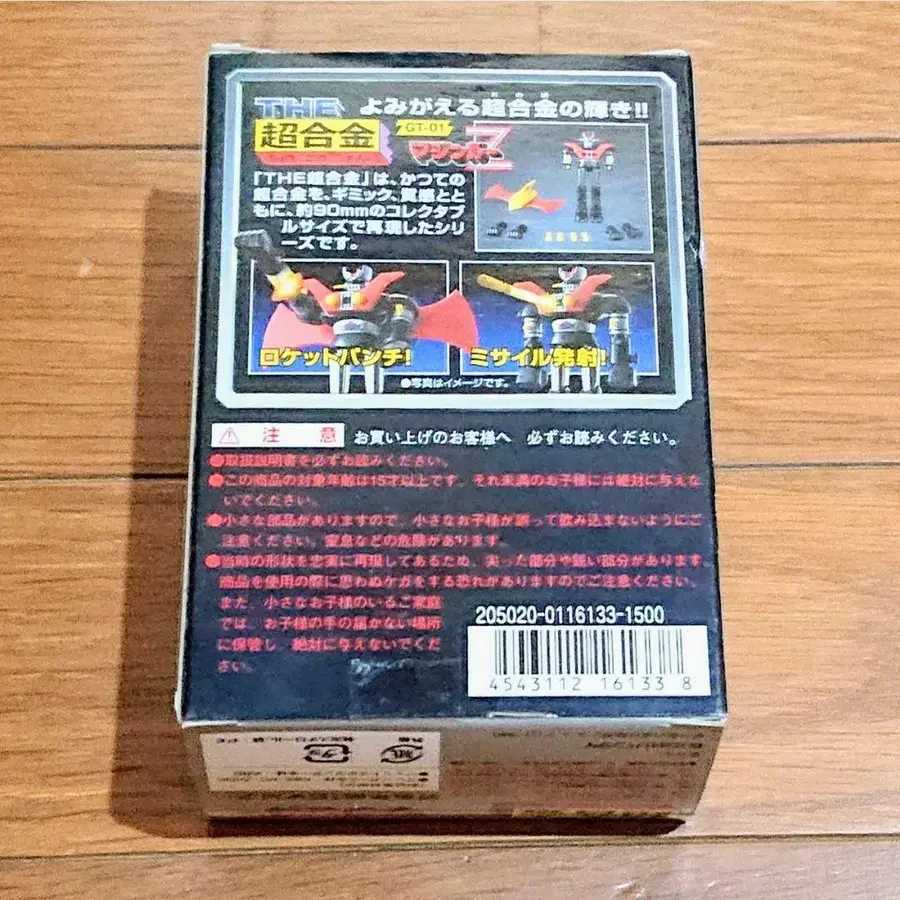 THE
超合金
よみがえる超合金の輝き!!
GT-01
マジンガーZ
「THE超合金」は、かつての
超合金を、ギミック、質感とと
もに、約90mmのコレクタブ
ルサイズで再現したシリ
ーズです。
ロケットパンチ!
ミサイル発射!
●写真はイメージです。
⚠ 注 意 お買い上げのお客様へ 必ずお読みください。
●取扱説明書を必ずお読みください。
●この商品の対象年齢は15才以上です。それ未満のお子様には絶対に与えな
いでください。
●小さな部品がありますので、小さなお子様が誤って飲み込まないようにご
注意ください。窒息などの危険があります。
●当時の形状を忠実に再現してあるため、尖った部分や鋭い部分があります。
商品を使用の際に思わぬケガをする恐れがありますのでご注意ください。
また、小さなお子様のいるご家庭
では、お子様の手の届かない場所
に保管し、絶対に与えないでくだ
さい。
205020-0116133-1500
4543112 161338